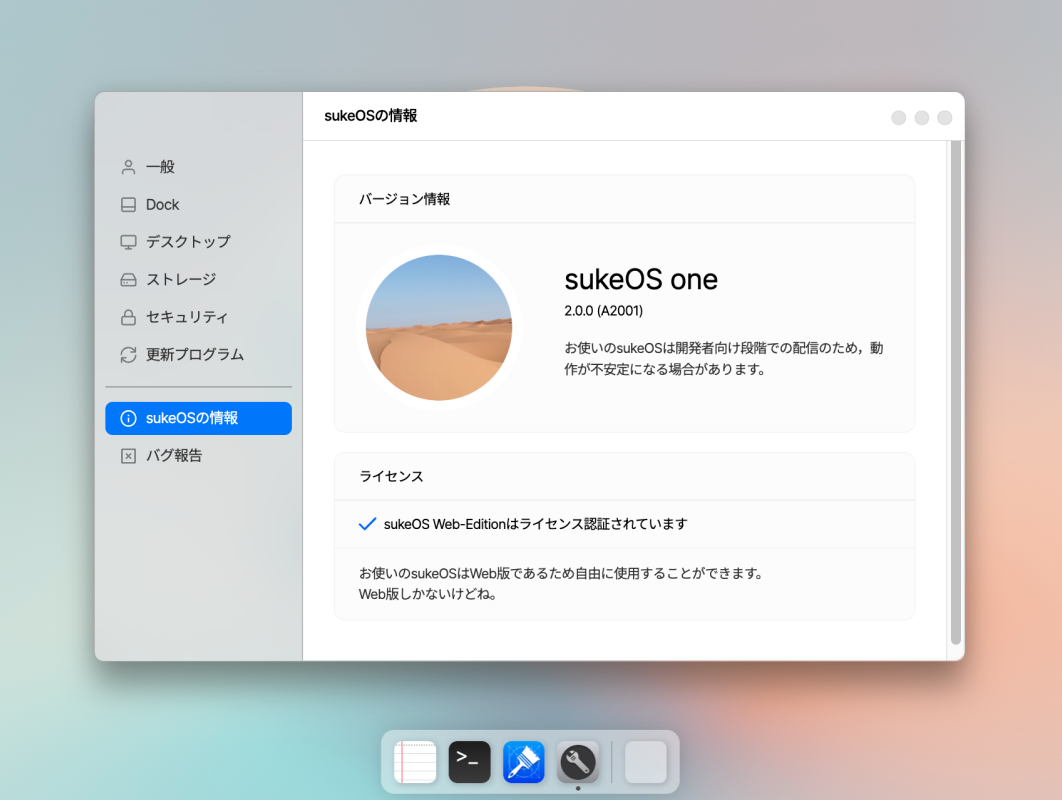 sukeOSの情報
一般
Dock
デスクトップ
ストレージ
セキュリティ
更新プログラム
sukeOSの情報
バグ報告
バージョン情報
sukeOS one
2.0.0 (A2001)
お使いのsukeOSは開発者向け段階での配信のため，動
作が不安定になる場合があります。
ライセンス
sukeOS Web-Editionはライセンス認証されています
お使いのsukeOSはWeb版であるため自由に使用することができます。
Web版しかないけどね。
>_